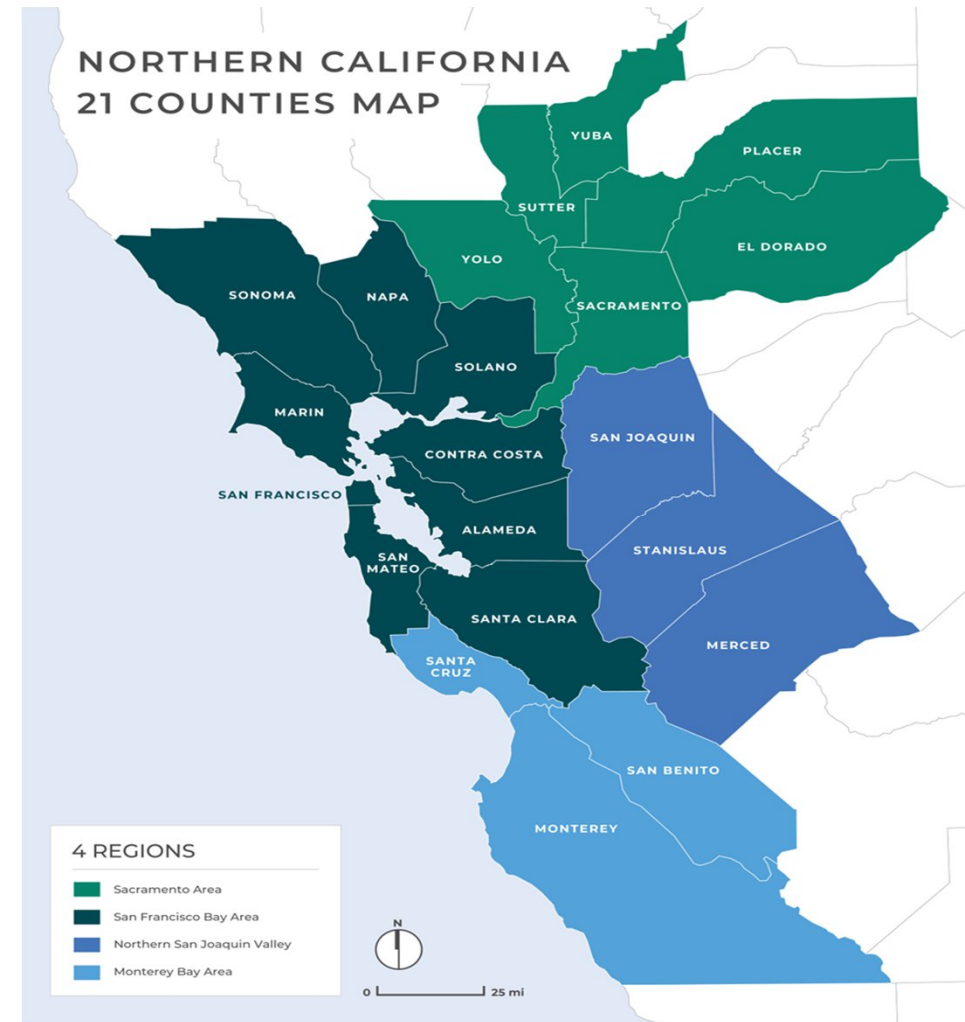 NORTHERN CALIFORNIA
21 COUNTIES MAP
YUBA
PLACER
SUTTER
EL DORADO
YOLO
SONOMA
NAPA
SACRAMENTO
SOLANO
MARIN
SAN JOAQUIN
CONTRA COSTA
SAN FRANCISCO
ALAMEDA
STANISLAUS
SAN
MATEO
SANTA CLARA
MERCED
SANTA
CRUZ
SAN BENITO
MONTEREY
4 REGIONS
Sacramento Area
San Francisco Bay Area
Northern San Joaquin Valley
Monterey Bay Area
N
0 25 mi